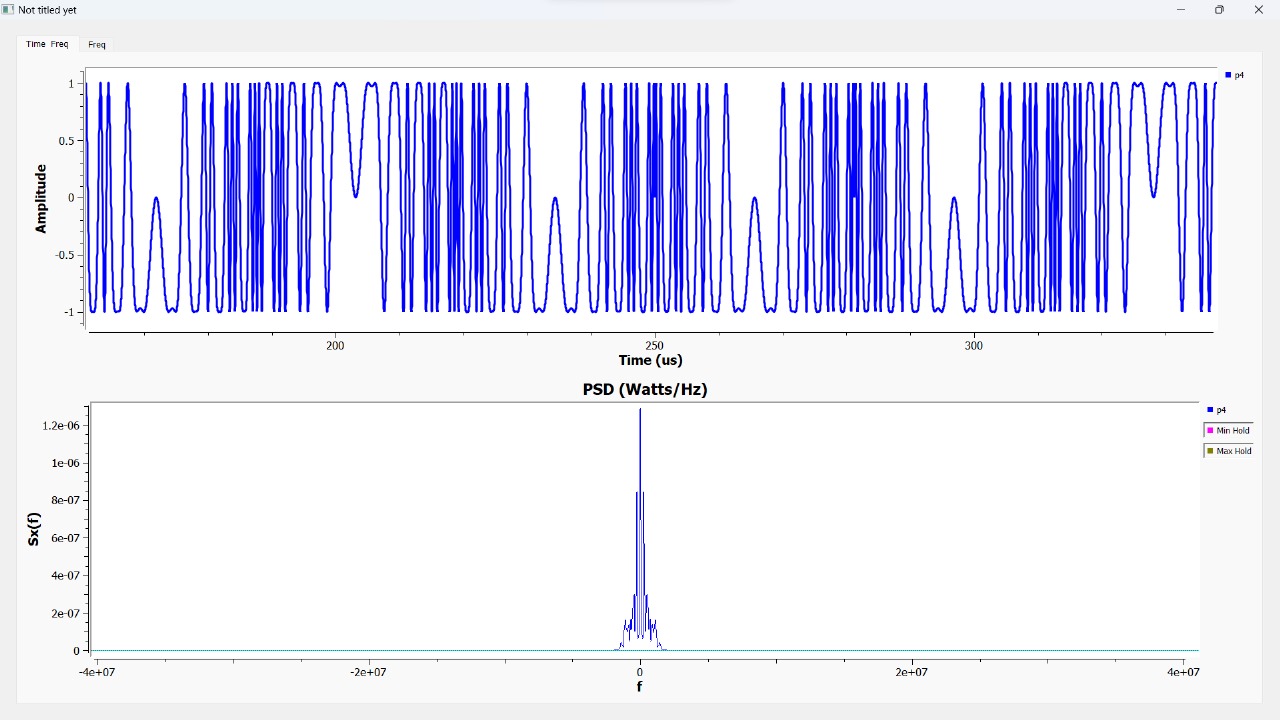 Not titled yet
Time Freq
Freq
p4
1
0.5
0
-0.5
-1
Amplitude
200
250
300
Time (us)
PSD (Watts/Hz)
p4
Min Hold
Max Hold
1.2e-06
1e-06
8e-07
6e-07
4e-07
2e-07
0
Sx(f)
-4e+07
-2e+07
0
2e+07
4e+07
f